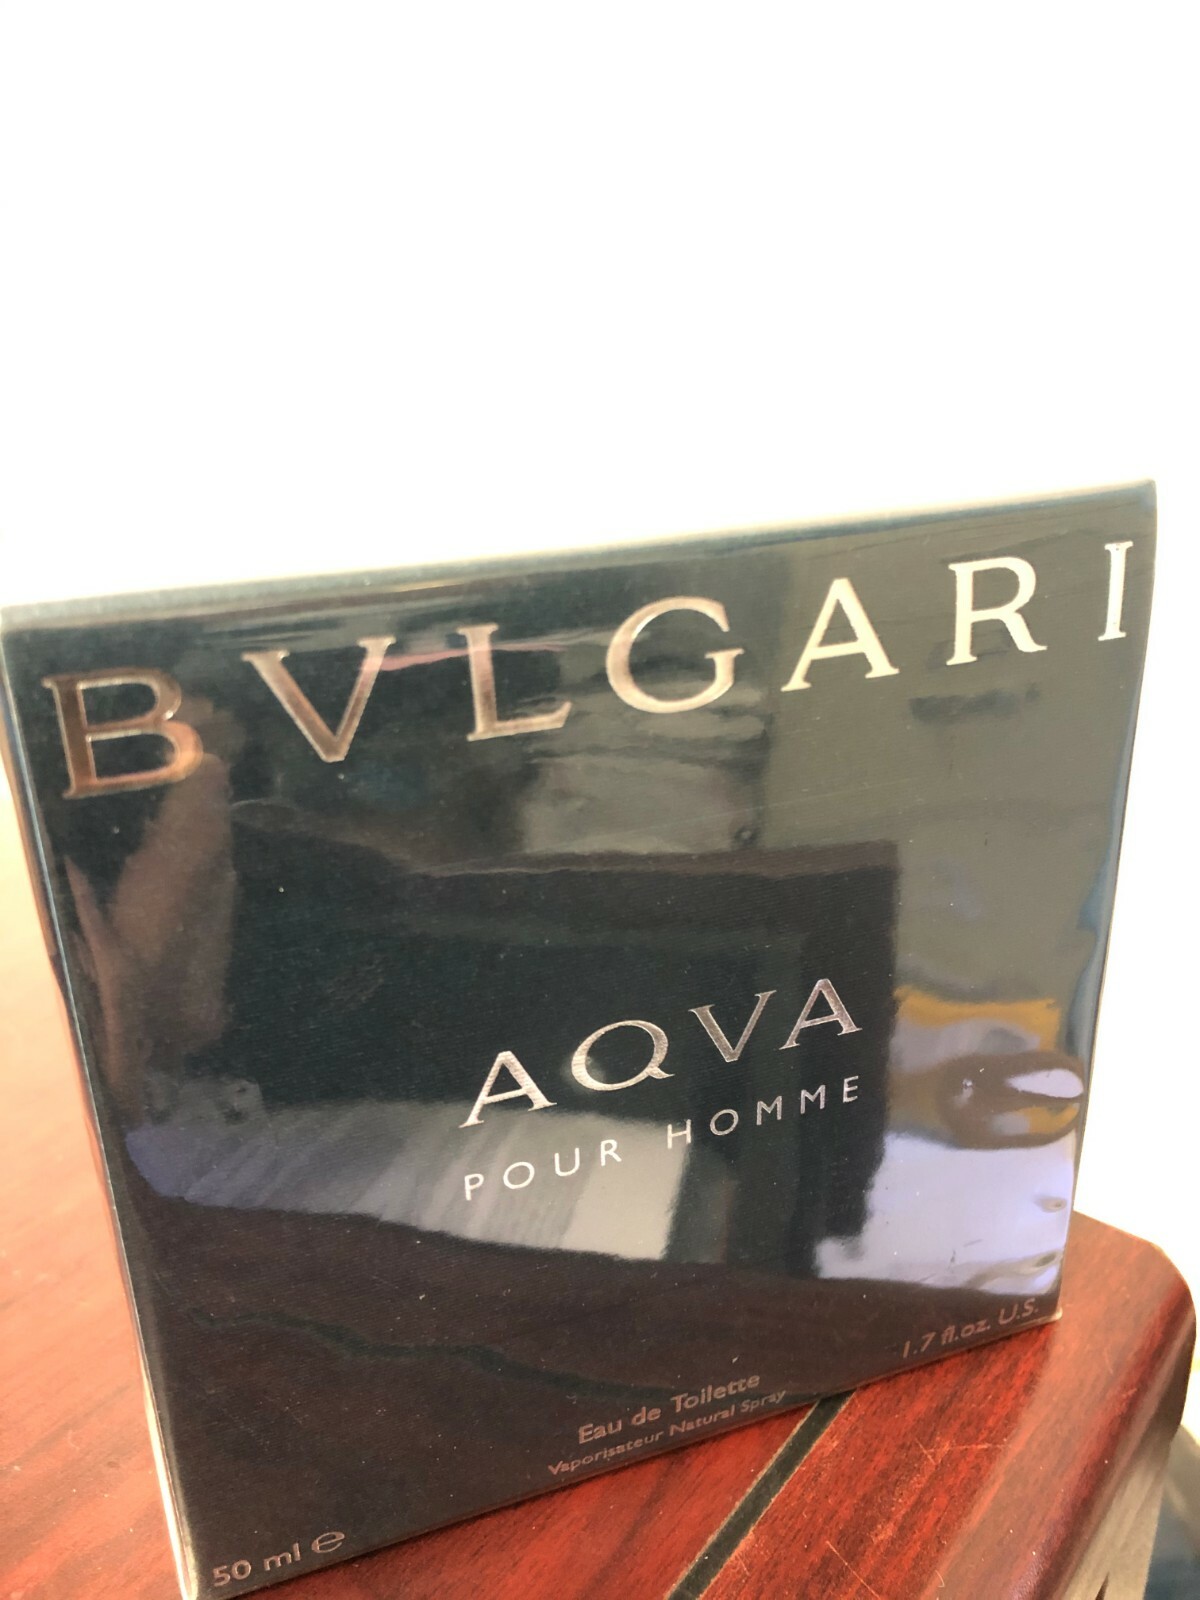 BVLGARI
AQVA
POUR HOMME
1.7 fl.oz. U.S.
Eau de Toilette
Vaporisateur Natural Spray
50 ml ℮